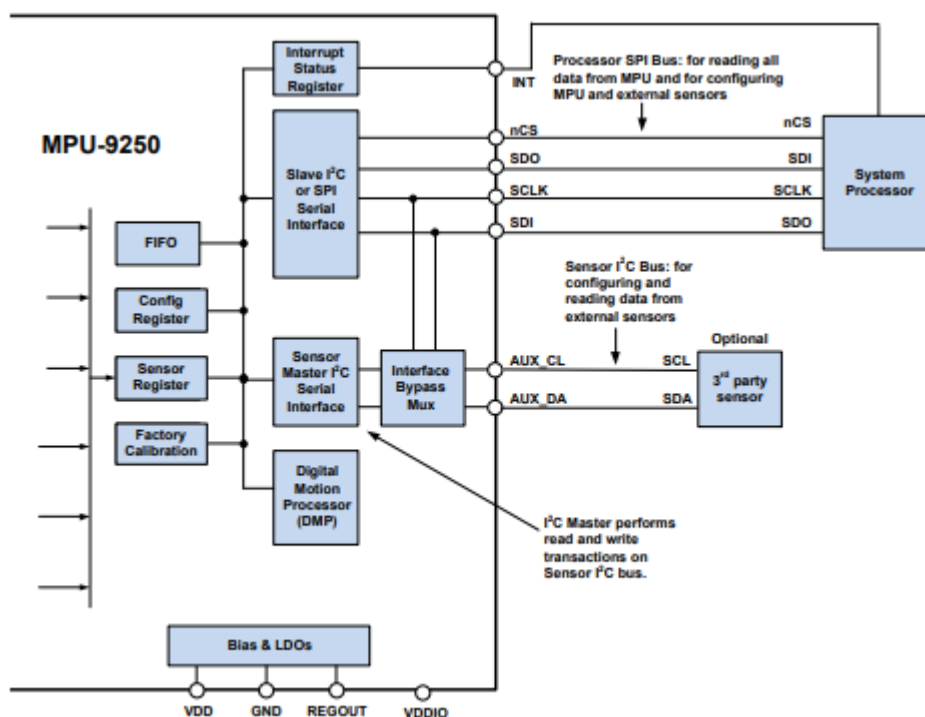 Interrupt
Status
Register
INT
Processor SPI Bus: for reading all
data from MPU and for configuring
MPU and external sensors
MPU-9250
Slave I²C
or SPI
Serial
Interface
nCS
nCS
SDO
SDI
SCLK
SCLK
SDI
SDO
System
Processor
FIFO
Config
Register
Sensor
Register
Factory
Calibration
Sensor I²C Bus: for
configuring and
reading data from
external sensors
Sensor
Master I²C
Serial
Interface
Interface
Bypass
Mux
AUX_CL
SCL
AUX_DA
SDA
Optional
3rd party
sensor
Digital
Motion
Processor
(DMP)
I²C Master performs
read and write
transactions on
Sensor I²C bus.
Bias & LDOs
VDD
GND
REGOUT
VDDIO